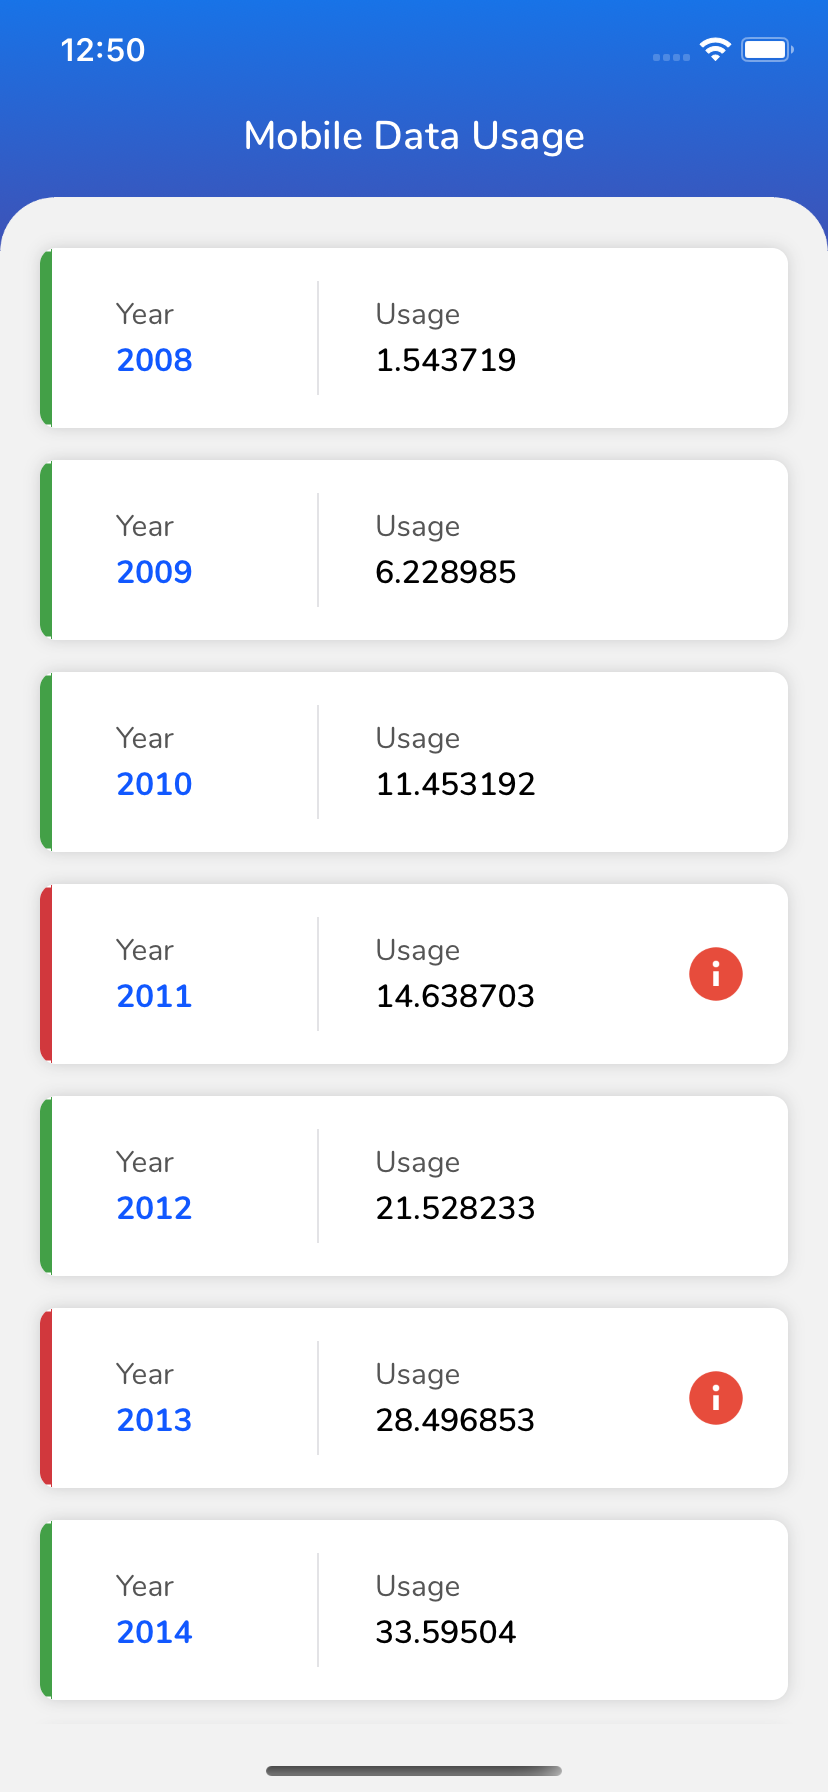 12:50
Mobile Data Usage
Year
Usage
2008
1.543719
Year
Usage
2009
6.228985
Year
Usage
2010
11.453192
Year
Usage
2011
14.638703
Year
Usage
2012
21.528233
Year
Usage
2013
28.496853
Year
Usage
2014
33.59504